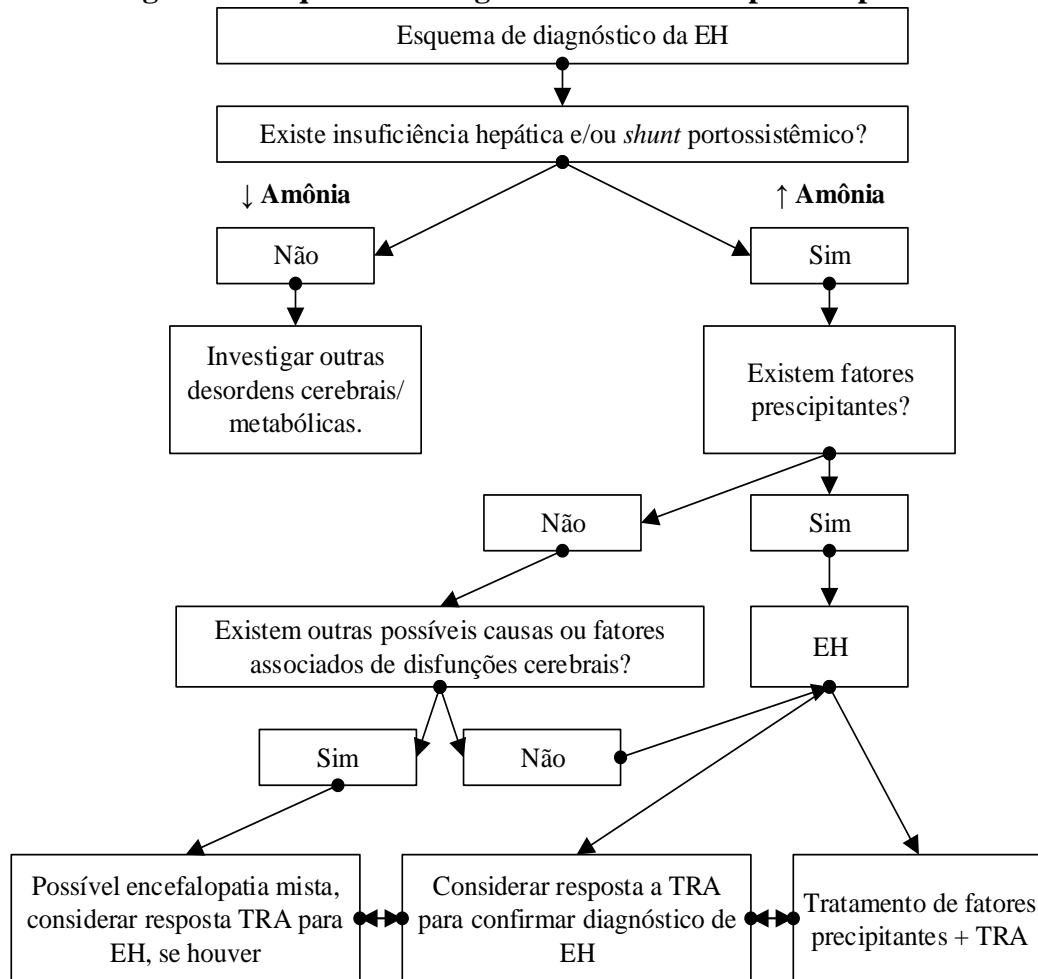 Esquema de diagnóstico da EH
Existe insuficiência hepática e/ou shunt portossistêmico?
↓ Amônia
↑ Amônia
Não
Sim
Investigar outras
desordens cerebrais/
metabólicas.
Existem fatores
prescipitantes?
Não
Sim
Existem outras possíveis causas ou fatores
associados de disfunções cerebrais?
EH
Sim
Não
Possível encefalopatia mista,
considerar resposta TRA para
EH, se houver
Considerar resposta a TRA
para confirmar diagnóstico de
EH
Tratamento de fatores
precipitantes + TRA